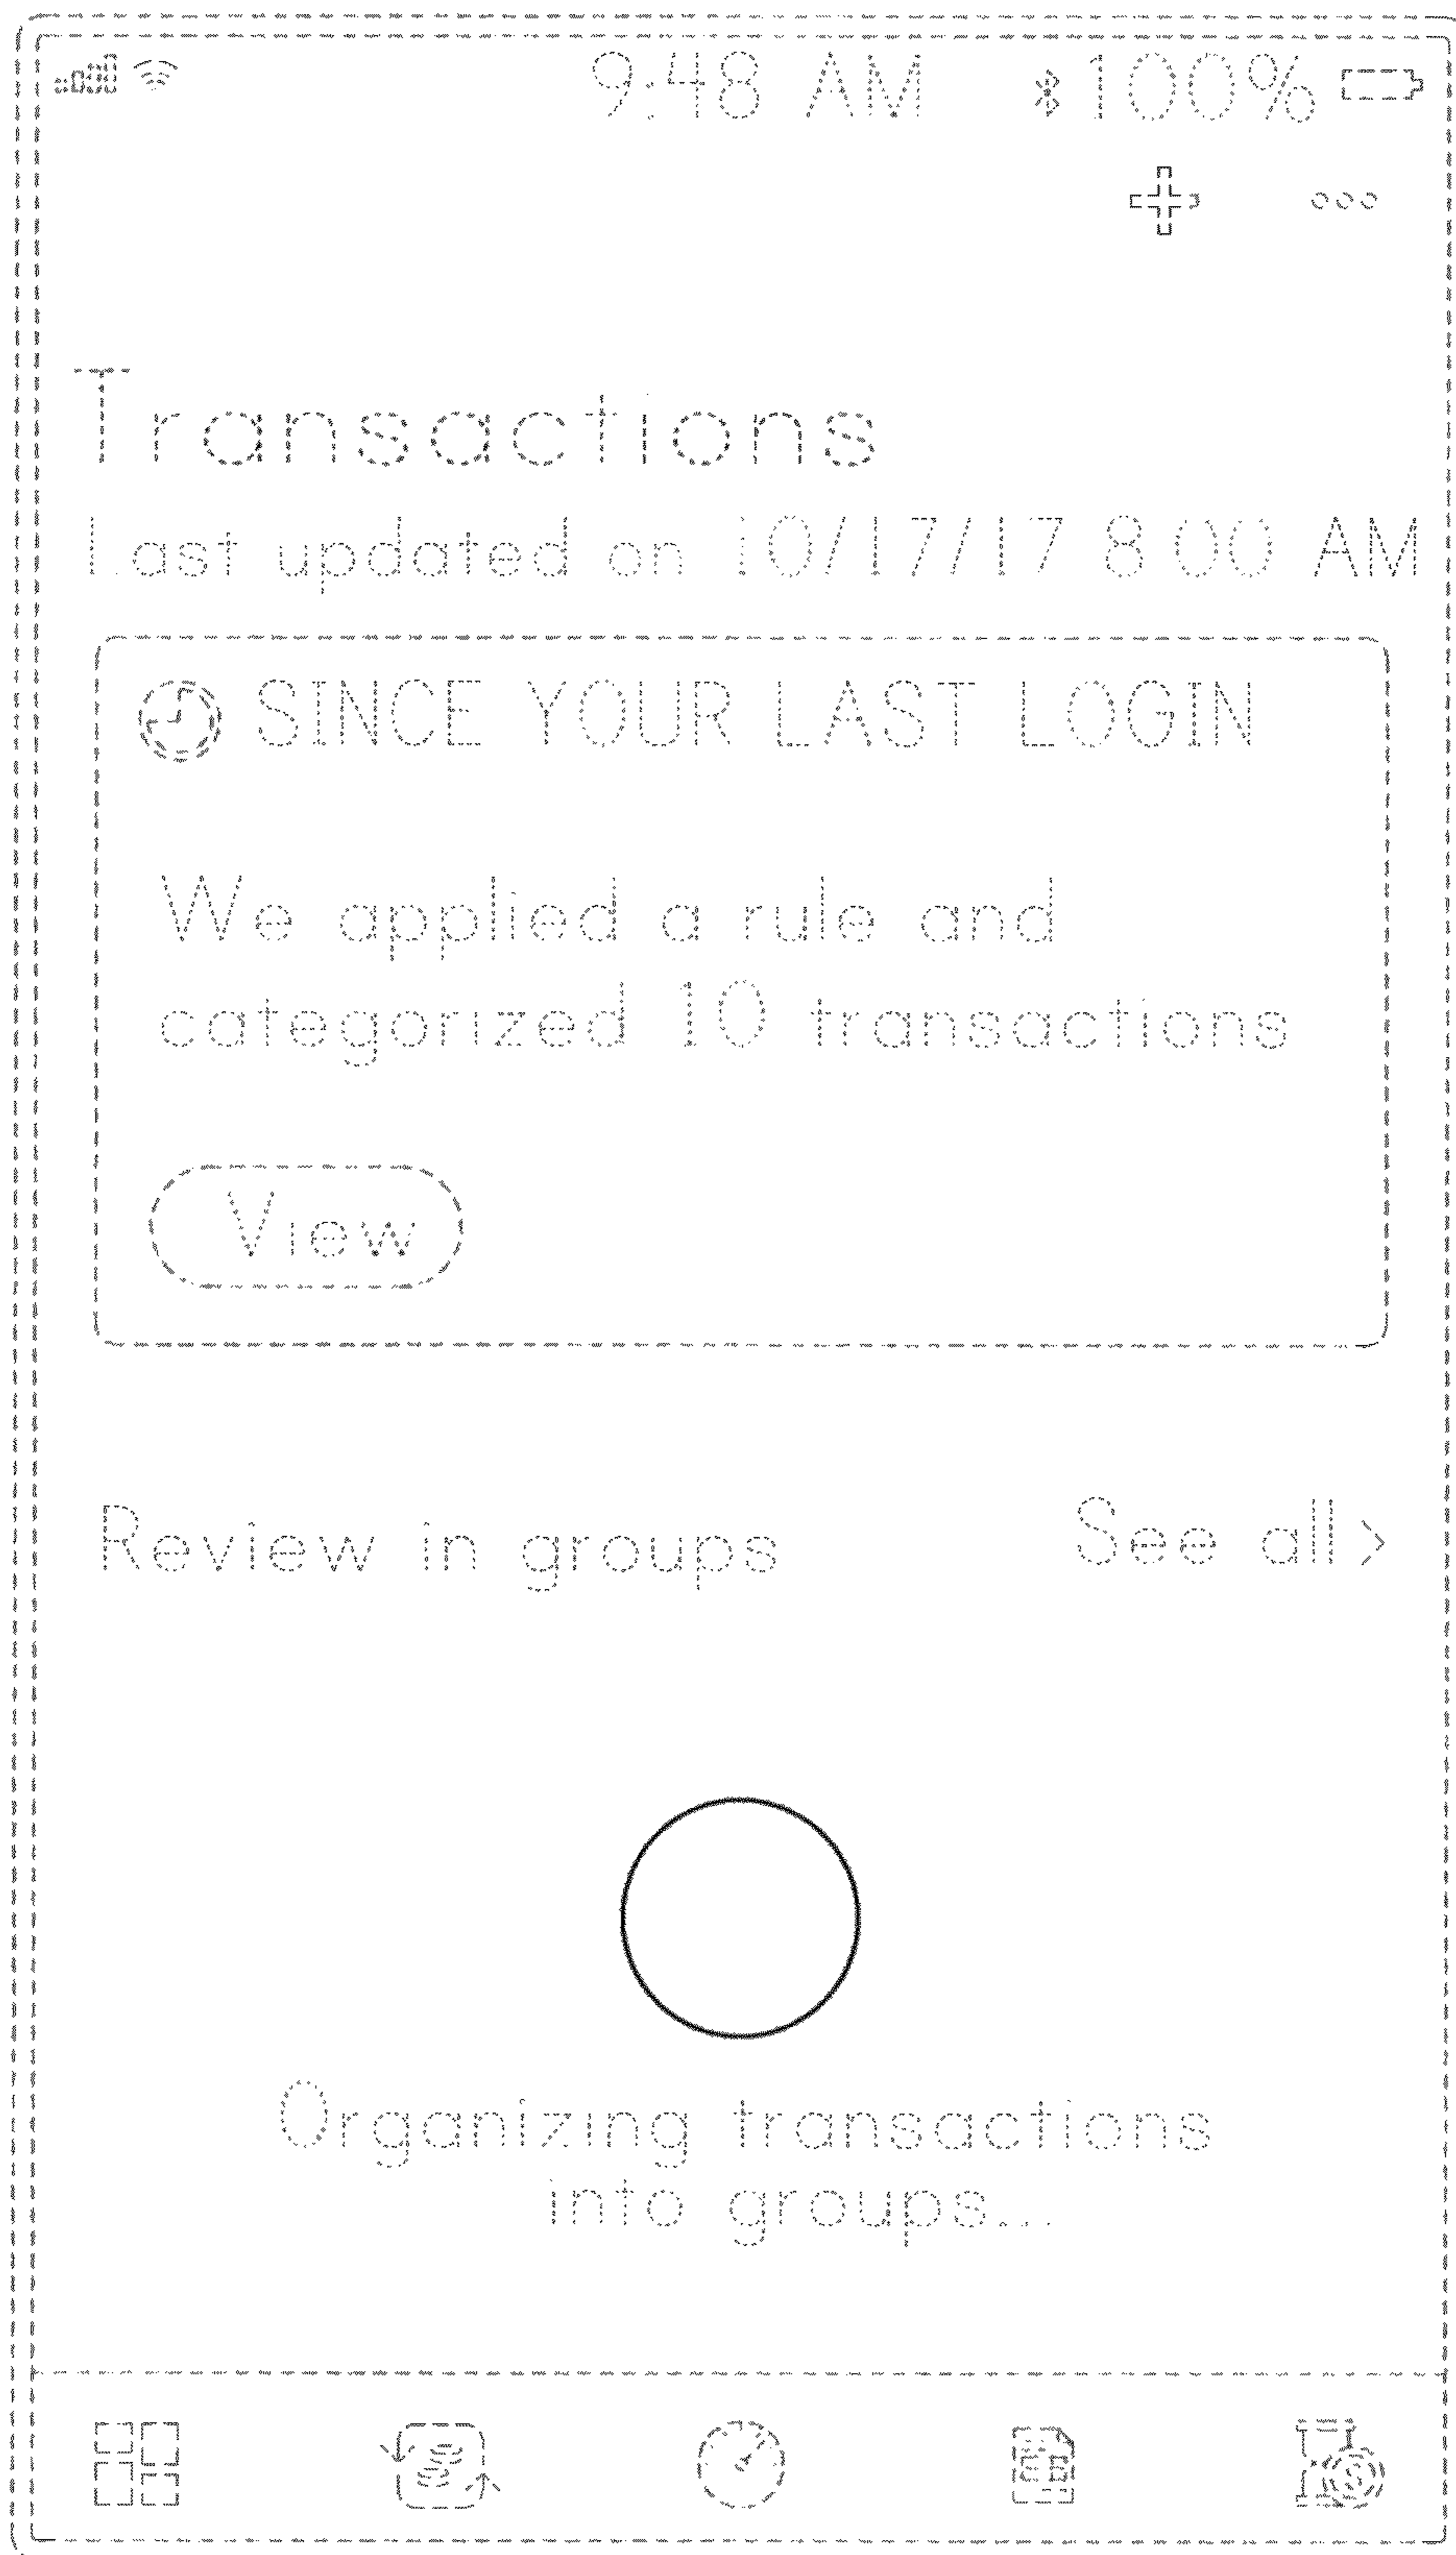 9:48 AM 100%
Transactions
Last updated on 10/17/17 8 00 AM
SINCE YOUR LAST LOGIN
We applied a rule and
categorized 10 transactions
View
Review in groups See all>
Organizing transactions
into groups...